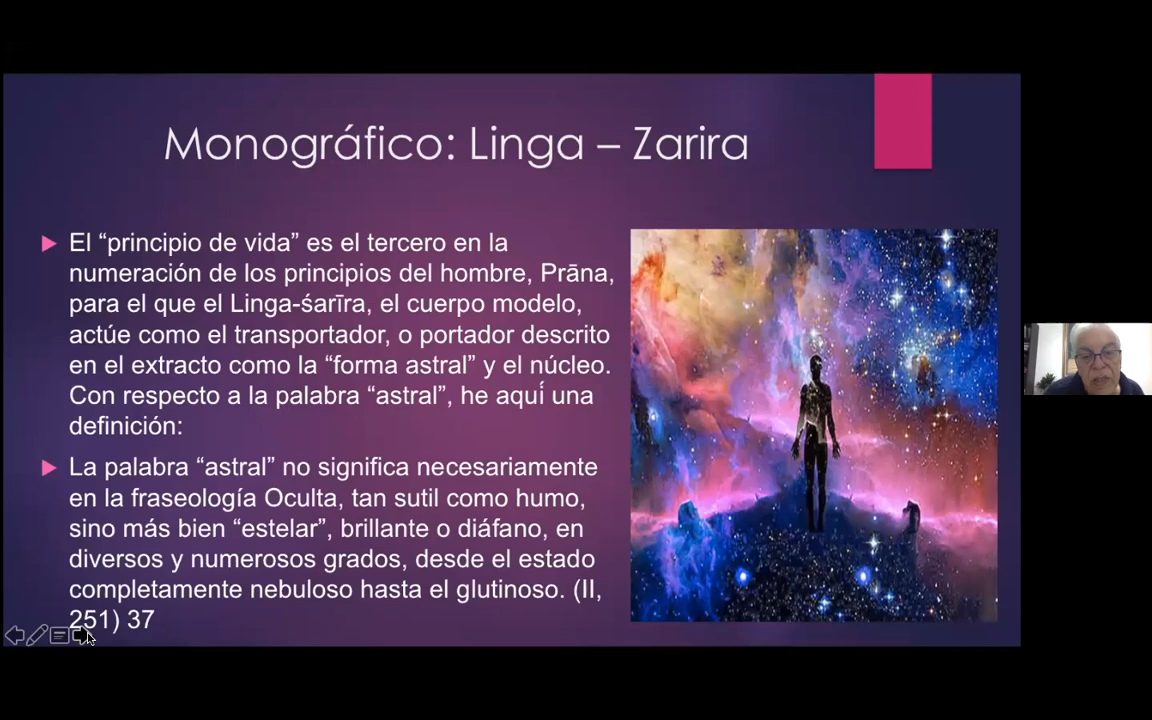 Monográfico: Linga – Zarira
El “principio de vida” es el tercero en la
numeración de los principios del hombre, Prāna,
para el que el Linga-śarīra, el cuerpo modelo,
actúe como el transportador, o portador descrito
en el extracto como la “forma astral” y el núcleo.
Con respecto a la palabra “astral”, he aquí una
definición:
La palabra “astral” no significa necesariamente
en la fraseología Oculta, tan sutil como humo,
sino más bien “estelar”, brillante o diáfano, en
diversos y numerosos grados, desde el estado
completamente nebuloso hasta el glutinoso. (II,
251) 37